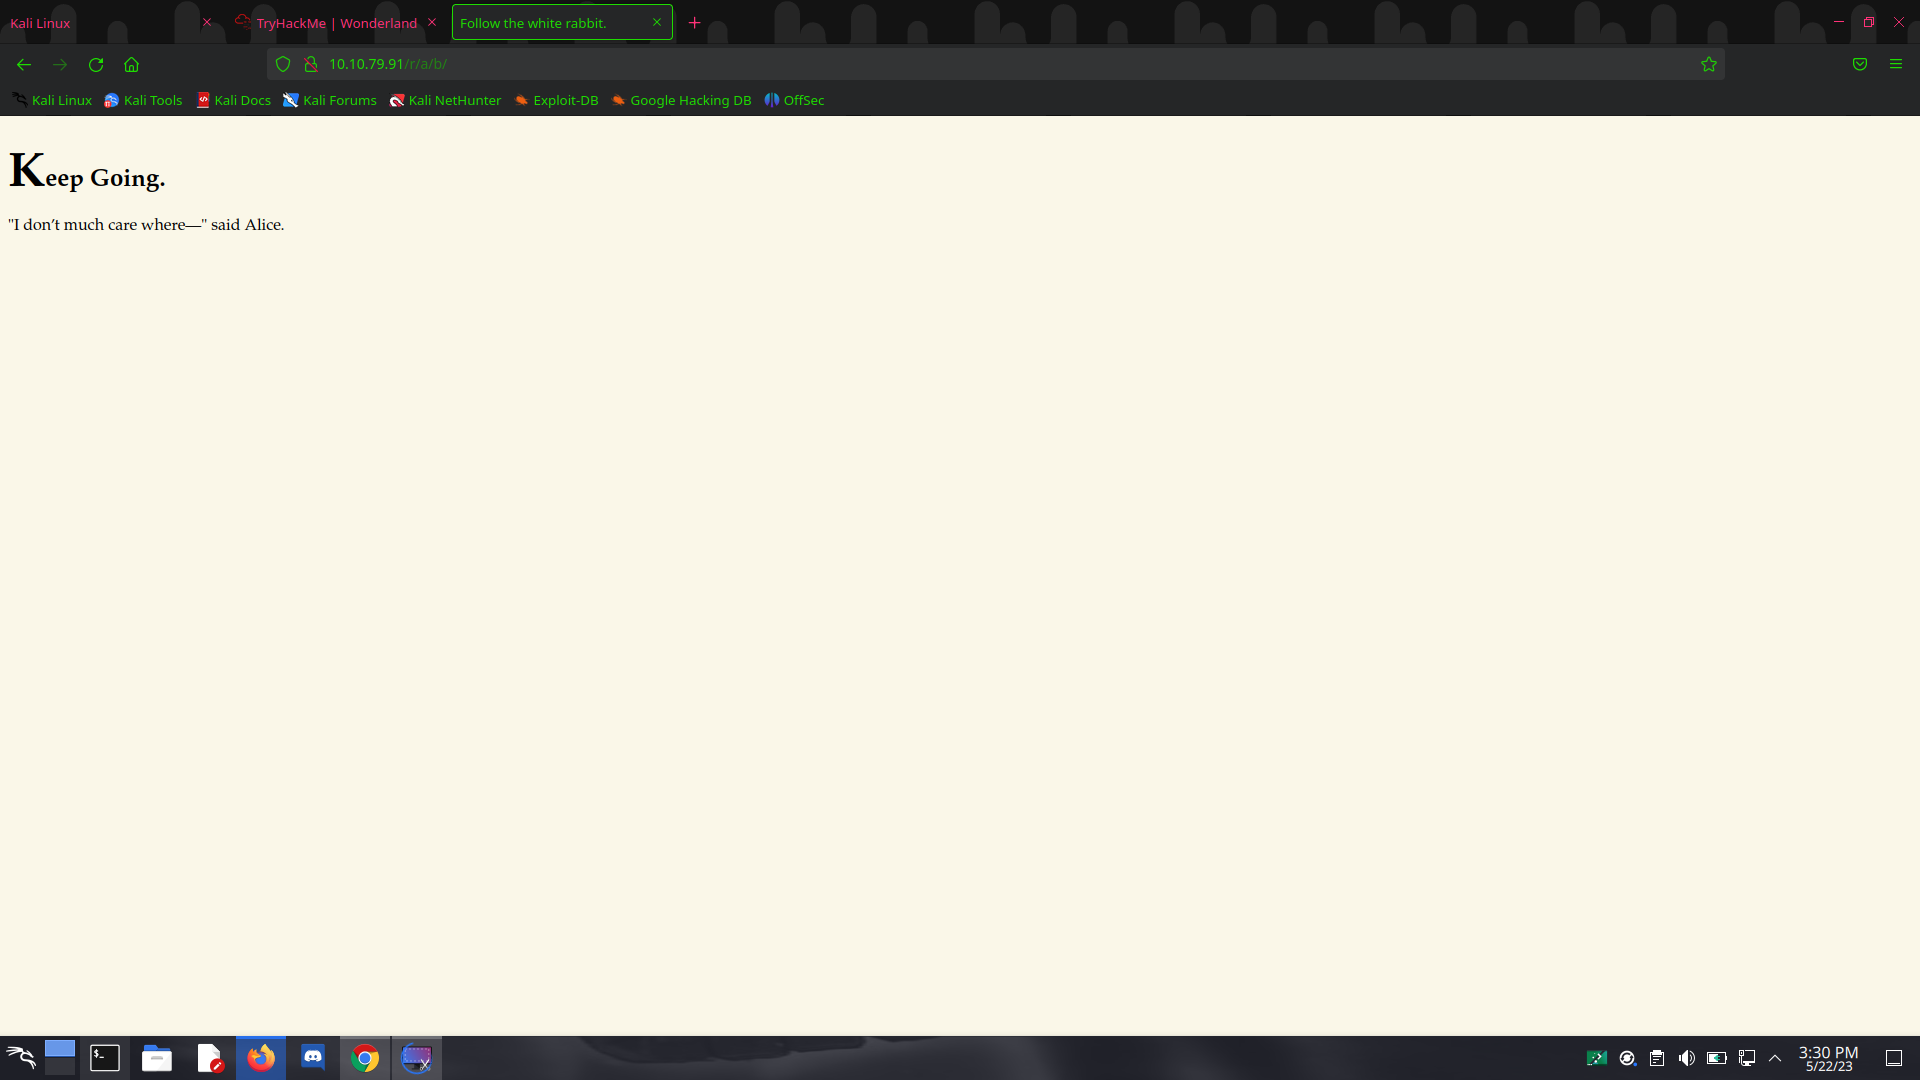 Kali Linux
TryHackMe | Wonderland
Follow the white rabbit.
10.10.79.91/r/a/b/
Kali Linux
Kali Tools
Kali Docs
Kali Forums
Kali NetHunter
Exploit-DB
Google Hacking DB
OffSec
Keep Going.
"I don’t much care where—" said Alice.
3:30 PM
5/22/23